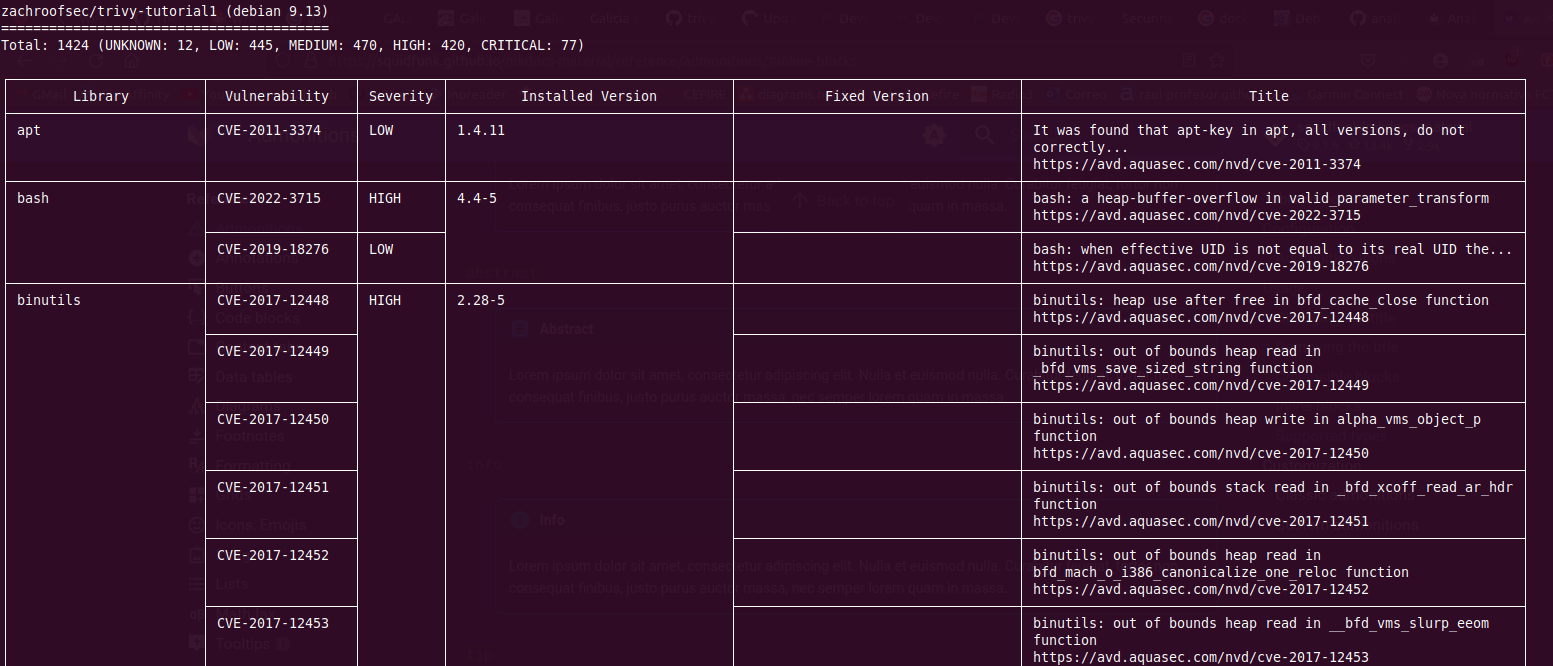 zachroofsec/trivy-tutorial1 (debian 9.13)
=========================================
Total: 1424 (UNKNOWN: 12, LOW: 445, MEDIUM: 470, HIGH: 420, CRITICAL: 77)
Library Vulnerability Severity Installed Version Fixed Version Title
apt CVE-2011-3374 LOW 1.4.11 It was found that apt-key in apt, all versions, do not
correctly...
https://avd.aquasec.com/nvd/cve-2011-3374
bash CVE-2022-3715 HIGH 4.4-5 bash: a heap-buffer-overflow in valid_parameter_transform
https://avd.aquasec.com/nvd/cve-2022-3715
CVE-2019-18276 LOW bash: when effective UID is not equal to its real UID the...
https://avd.aquasec.com/nvd/cve-2019-18276
binutils CVE-2017-12448 HIGH 2.28-5 binutils: heap use after free in bfd_cache_close function
https://avd.aquasec.com/nvd/cve-2017-12448
CVE-2017-12449 binutils: out of bounds heap read in
_bfd_vms_save_sized_string function
https://avd.aquasec.com/nvd/cve-2017-12449
CVE-2017-12450 binutils: out of bounds heap write in alpha_vms_object_p
function
https://avd.aquasec.com/nvd/cve-2017-12450
CVE-2017-12451 binutils: out of bounds stack read in _bfd_xcoff_read_ar_hdr
function
https://avd.aquasec.com/nvd/cve-2017-12451
CVE-2017-12452 binutils: out of bounds heap read in
bfd_mach_o_i386_canonicalize_one_reloc function
https://avd.aquasec.com/nvd/cve-2017-12452
CVE-2017-12453 binutils: out of bounds heap read in __bfd_vms_slurp_eeom
function
https://avd.aquasec.com/nvd/cve-2017-12453